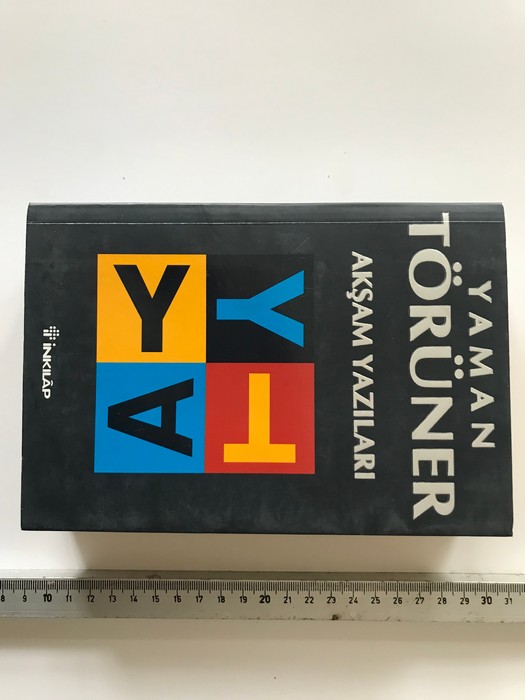 YAMAN
TÖRÜNER
AKŞAM YAZILARI
Y T
Y A
İNKILÂP
8 9 10 11 12 13 14 15 16 17 18 19 20 21 22 23 24 25 26 27 28 29 30 31